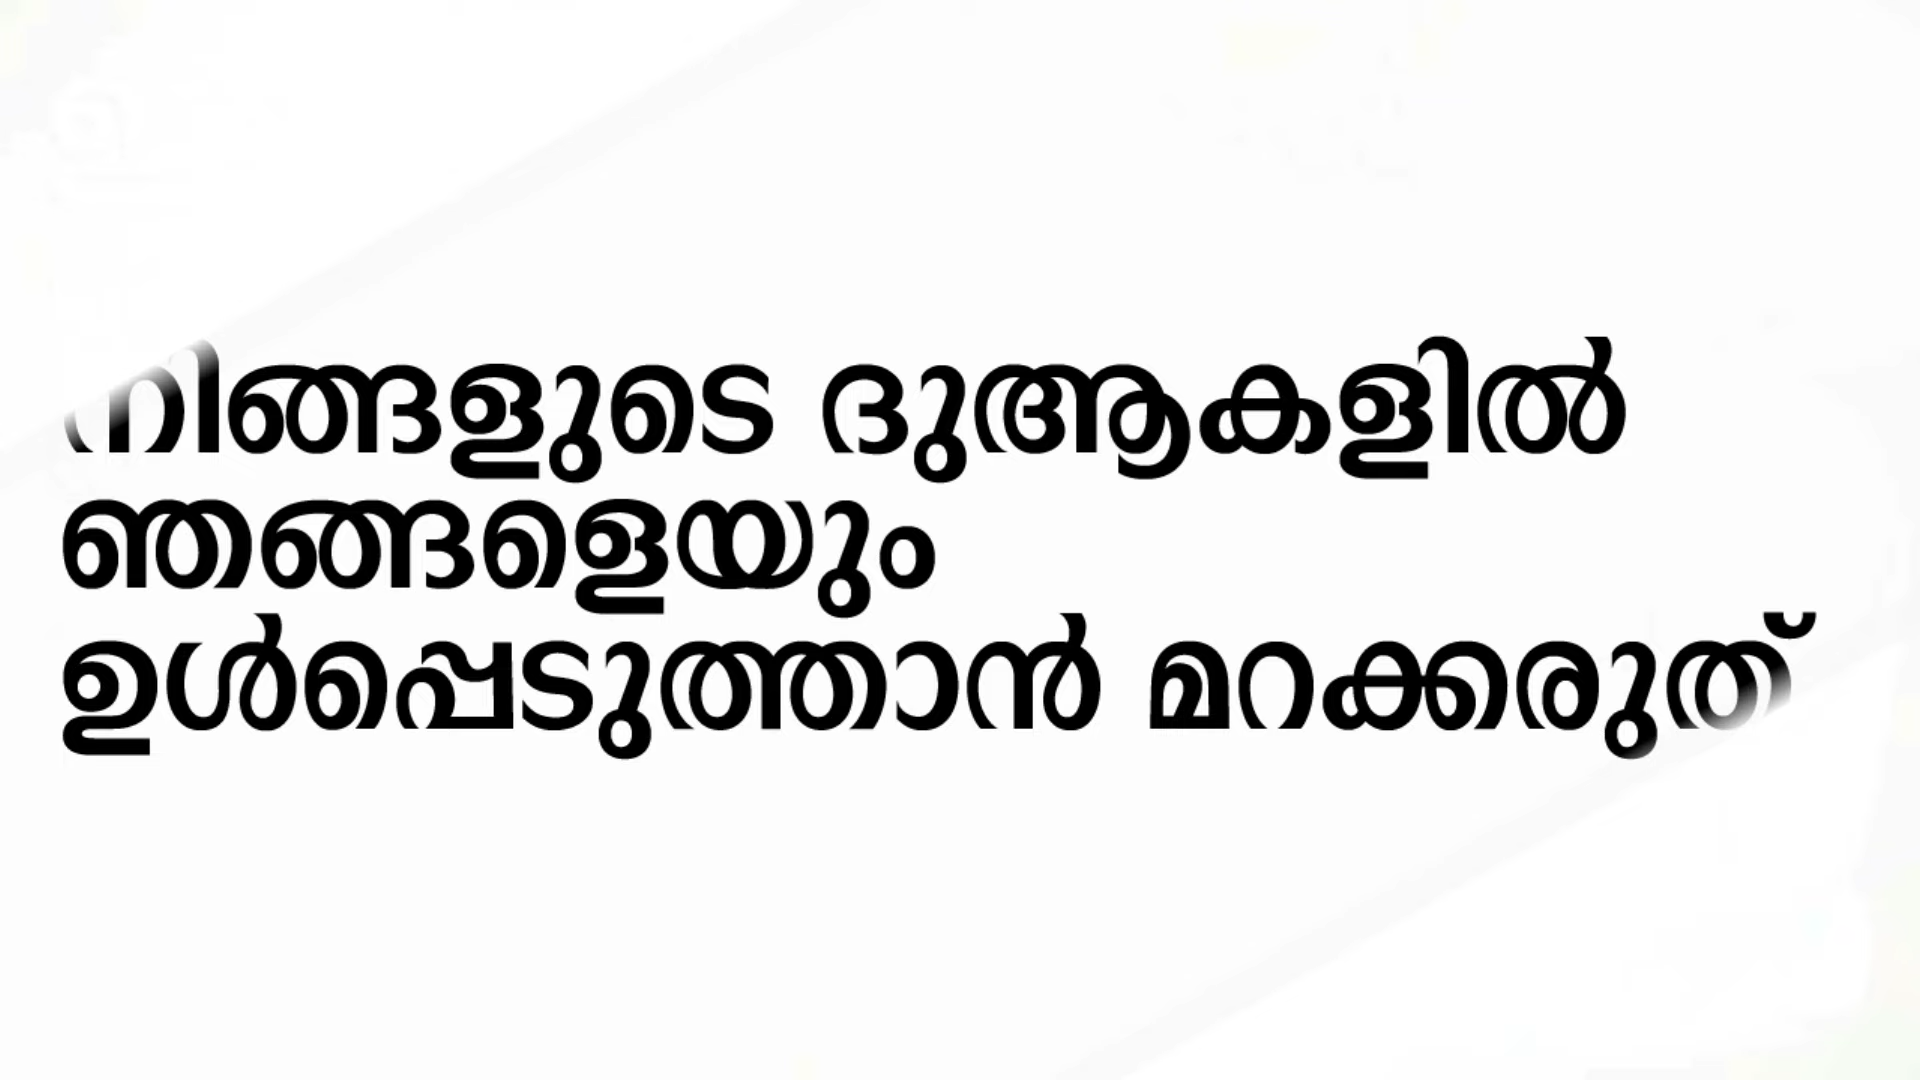 നിങ്ങളുടെ ദുആകളിൽ
ഞങ്ങളെയും
ഉൾപ്പെടുത്താൻ മറക്കരുത്